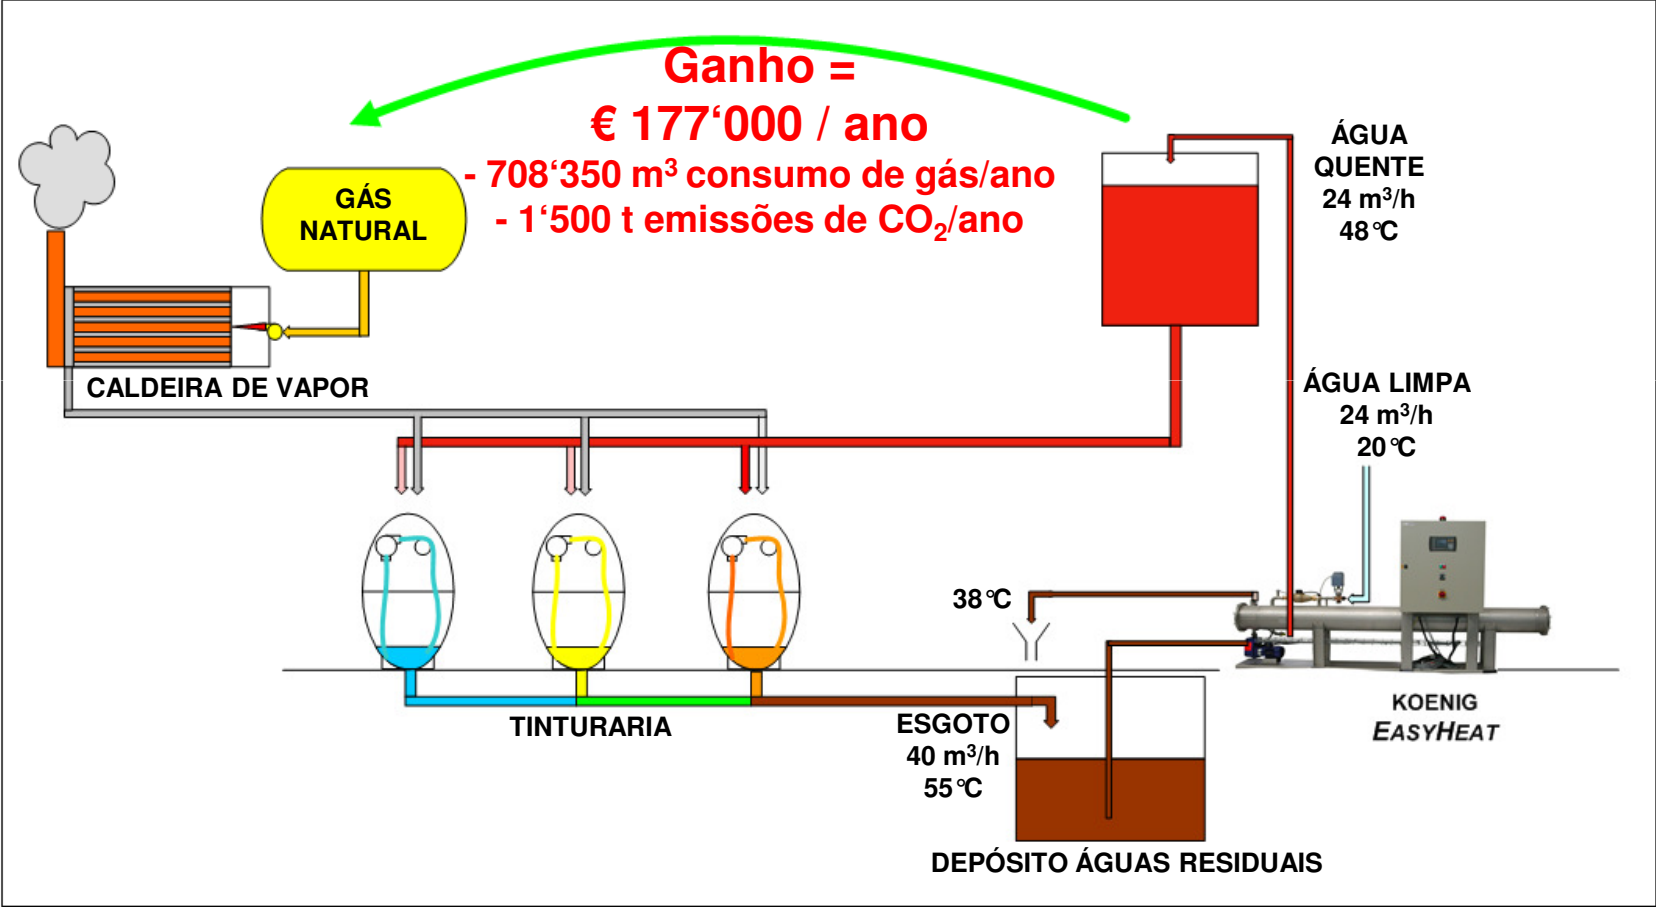 Ganho =
€ 177‘000 / ano
- 708‘350 m³ consumo de gás/ano
- 1‘500 t emissões de CO₂/ano
GÁS
NATURAL
ÁGUA
QUENTE
24 m³/h
48°C
CALDEIRA DE VAPOR
ÁGUA LIMPA
24 m³/h
20°C
38°C
TINTURARIA
ESGOTO
40 m³/h
55°C
KOENIG
EASYHEAT
DEPÓSITO ÁGUAS RESIDUAIS